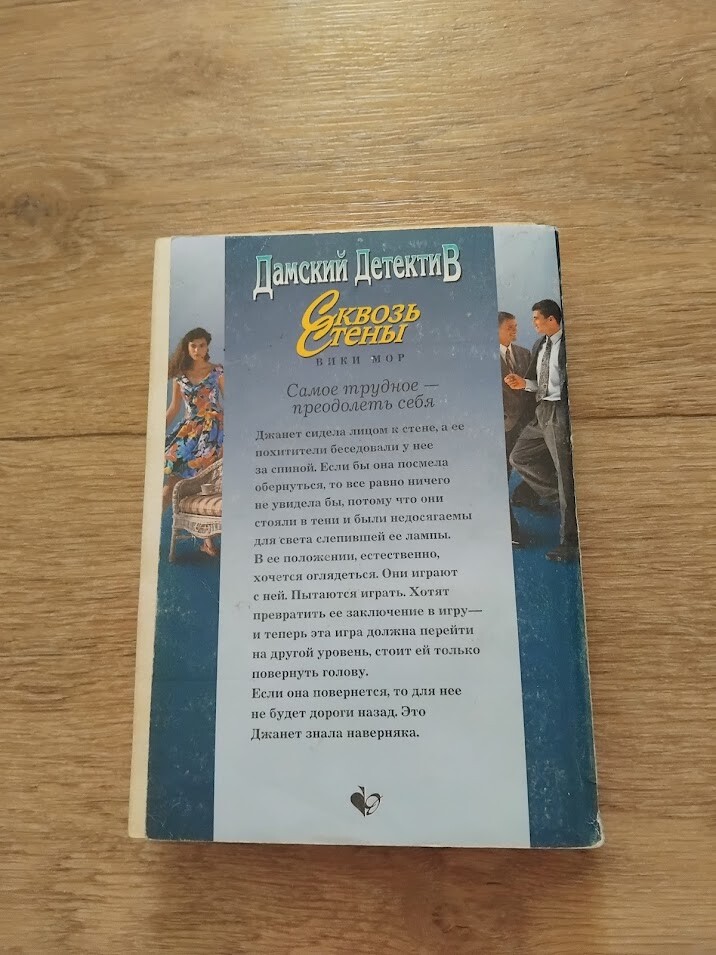 Дамский ДетектиВ
Сквозь
Стены
ВИКИ МОР
Самое трудное —
преодолеть себя
Джанет сидела лицом к стене, а ее
похитители беседовали у нее
за спиной. Если бы она посмела
обернуться, то все равно ничего
не увидела бы, потому что они
стояли в тени и были недосягаемы
для света слепившей ее лампы.
В ее положении, естественно,
хочется оглядеться. Они играют
с ней. Пытаются играть. Хотят
превратить ее заключение в игру—
и теперь эта игра должна перейти
на другой уровень, стоит ей только
повернуть голову.
Если она повернется, то для нее
не будет дороги назад. Это
Джанет знала наверняка.